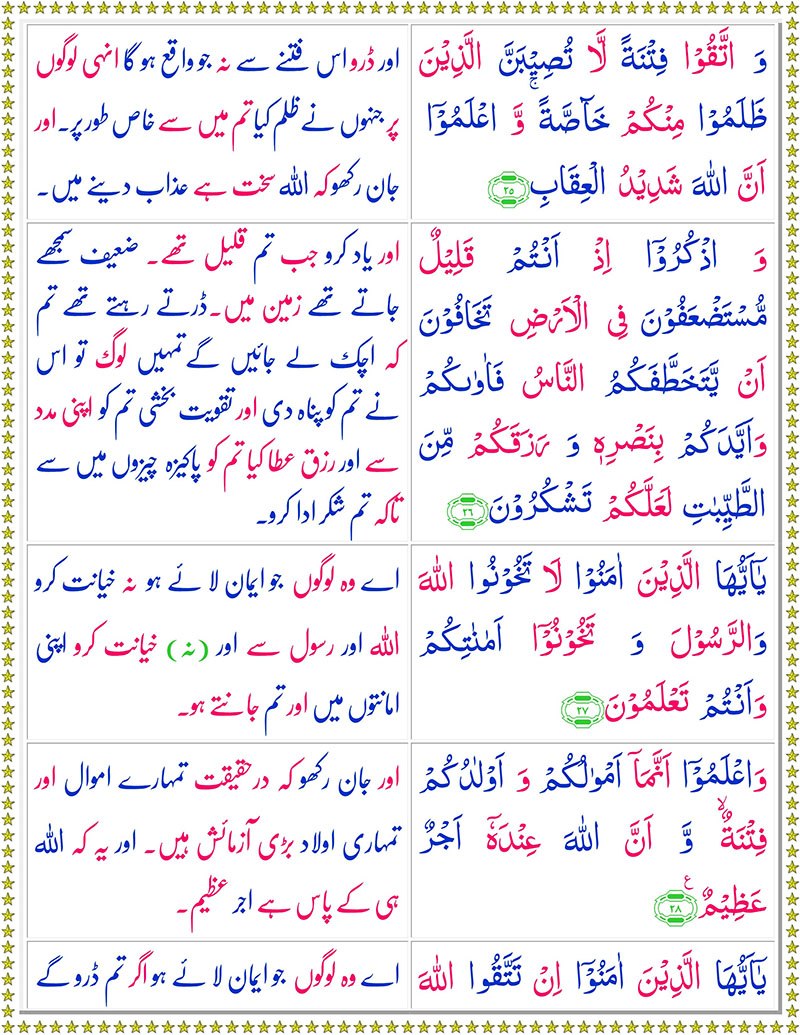 وَ اتَّقُوۡا فِتۡنَةً لَّا تُصِيۡبَنَّ الَّذِيۡنَ
ظَلَمُوۡا مِنۡكُمۡ خَآصَّةً ۚ وَّ اعۡلَمُوۡۤا
اَنَّ اللّٰهَ شَدِيۡدُ الۡعِقَابِ ﴿۲۵﴾
اور ڈرو اس فتنے سے نہ جو واقع ہو گا انہی لوگوں
پر جنہوں نے ظلم کیا تم میں سے خاص طور پر۔ اور
جان رکھو کہ اللہ سخت ہے عذاب دینے میں۔
وَ اذۡكُرُوۡۤا اِذۡ اَنۡتُمۡ قَلِيۡلٌ
مُّسۡتَضۡعَفُوۡنَ فِى الۡاَرۡضِ تَخَافُوۡنَ
اَنۡ يَّتَخَطَّفَكُمُ النَّاسُ فَاٰوٰٮكُمۡ
وَاَيَّدَكُمۡ بِنَصۡرِهٖ وَ رَزَقَكُمۡ مِّنَ
الطَّيِّبٰتِ لَعَلَّكُمۡ تَشۡكُرُوۡنَ ﴿۲۶﴾
اور یاد کرو جب تم قلیل تھے۔ ضعیف سمجھے
جاتے تھے زمین میں۔ ڈرتے رہتے تھے تم
کہ اچک لے جائیں گے تمہیں لوگ تو اس
نے تم کو پناہ دی اور تقویت بخشی تم کو اپنی مدد
سے اور رزق عطا کیا تم کو پاکیزہ چیزوں میں سے
تاکہ تم شکر ادا کرو۔
يٰۤاَيُّهَا الَّذِيۡنَ اٰمَنُوۡا لَا تَخُوۡنُوا اللّٰهَ
وَالرَّسُوۡلَ وَ تَخُوۡنُوۡۤا اَمٰنٰتِكُمۡ
وَاَنۡتُمۡ تَعۡلَمُوۡنَ ﴿۲۷﴾
اے وہ لوگوں جو ایمان لائے ہو نہ خیانت کرو
اللہ اور رسول سے اور (نہ) خیانت کرو اپنی
امانتوں میں اور تم جانتے ہو۔
وَاعۡلَمُوۡۤا اَنَّمَاۤ اَمۡوَالُكُمۡ وَ اَوۡلَادُكُمۡ
فِتۡنَةٌ ۙ وَّ اَنَّ اللّٰهَ عِنۡدَهٗۤ اَجۡرٌ
عَظِيۡمٌ ﴿۲۸﴾ ع
اور جان رکھو کہ درحقیقت تمہارے اموال اور
تمہاری اولاد بڑی آزمائش ہیں۔ اور یہ کہ اللہ
ہی کے پاس ہے اجر عظیم۔
يٰۤاَيُّهَا الَّذِيۡنَ اٰمَنُوۡۤا اِنۡ تَتَّقُوا اللّٰهَ
اے وہ لوگوں جو ایمان لائے ہو اگر تم ڈرو گے